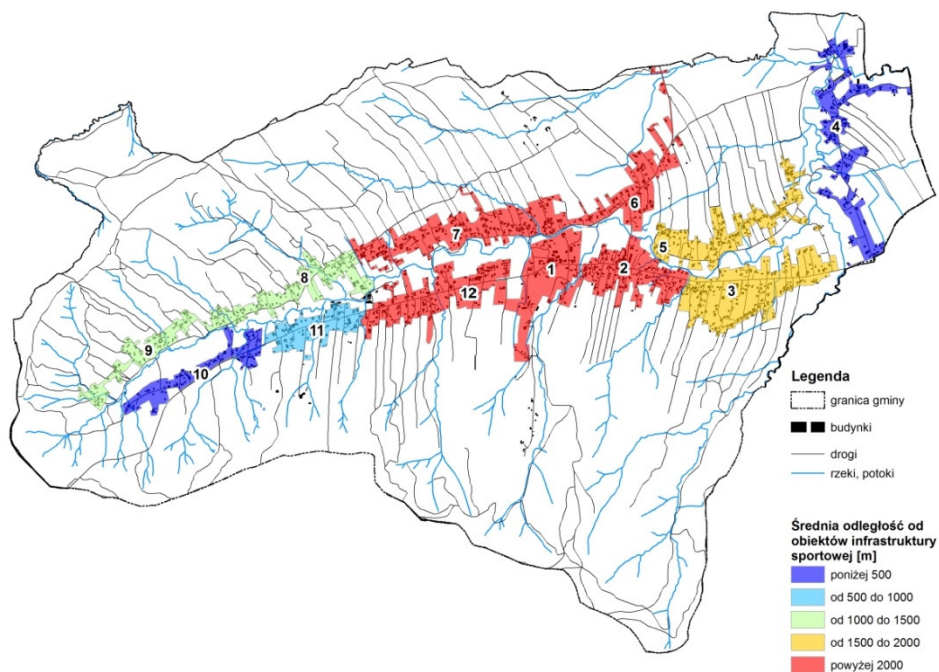 4
6
7
5
1
2
8
12
3
11
9
10
Legenda
granica gminy
budynki
drogi
rzeki, potoki
Średnia odległość od
obiektów infrastruktury
sportowej [m]
poniżej 500
od 500 do 1000
od 1000 do 1500
od 1500 do 2000
powyżej 2000